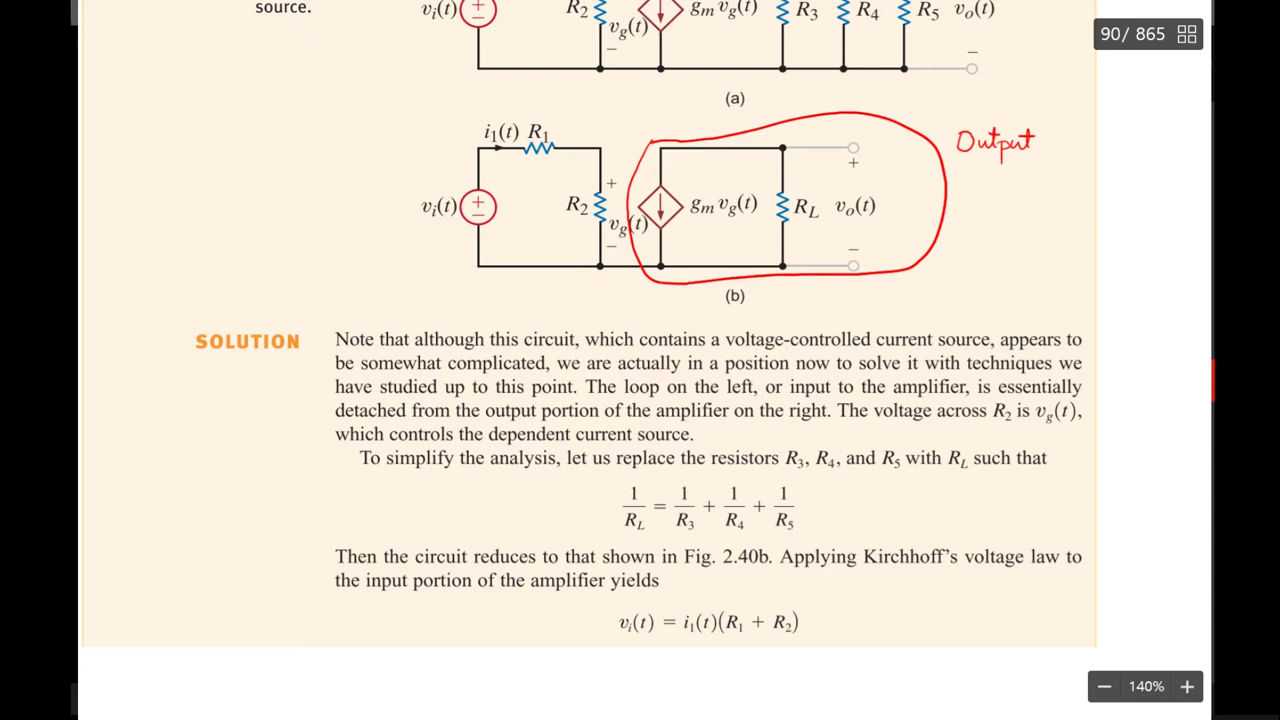 source.
vi(t) + − R2 vg(t) − gm vg(t) R3 R4 R5 vo(t) −
(a)
i1(t) R1
vi(t) + − R2 + vg(t) − gm vg(t) RL + vo(t) −
Output
(b)
SOLUTION
Note that although this circuit, which contains a voltage-controlled current source, appears to
be somewhat complicated, we are actually in a position now to solve it with techniques we
have studied up to this point. The loop on the left, or input to the amplifier, is essentially
detached from the output portion of the amplifier on the right. The voltage across R2 is vg(t),
which controls the dependent current source.
To simplify the analysis, let us replace the resistors R3, R4, and R5 with RL such that
1/RL = 1/R3 + 1/R4 + 1/R5
Then the circuit reduces to that shown in Fig. 2.40b. Applying Kirchhoff’s voltage law to
the input portion of the amplifier yields
vi(t) = i1(t)(R1 + R2)
90 / 865
− 140% +